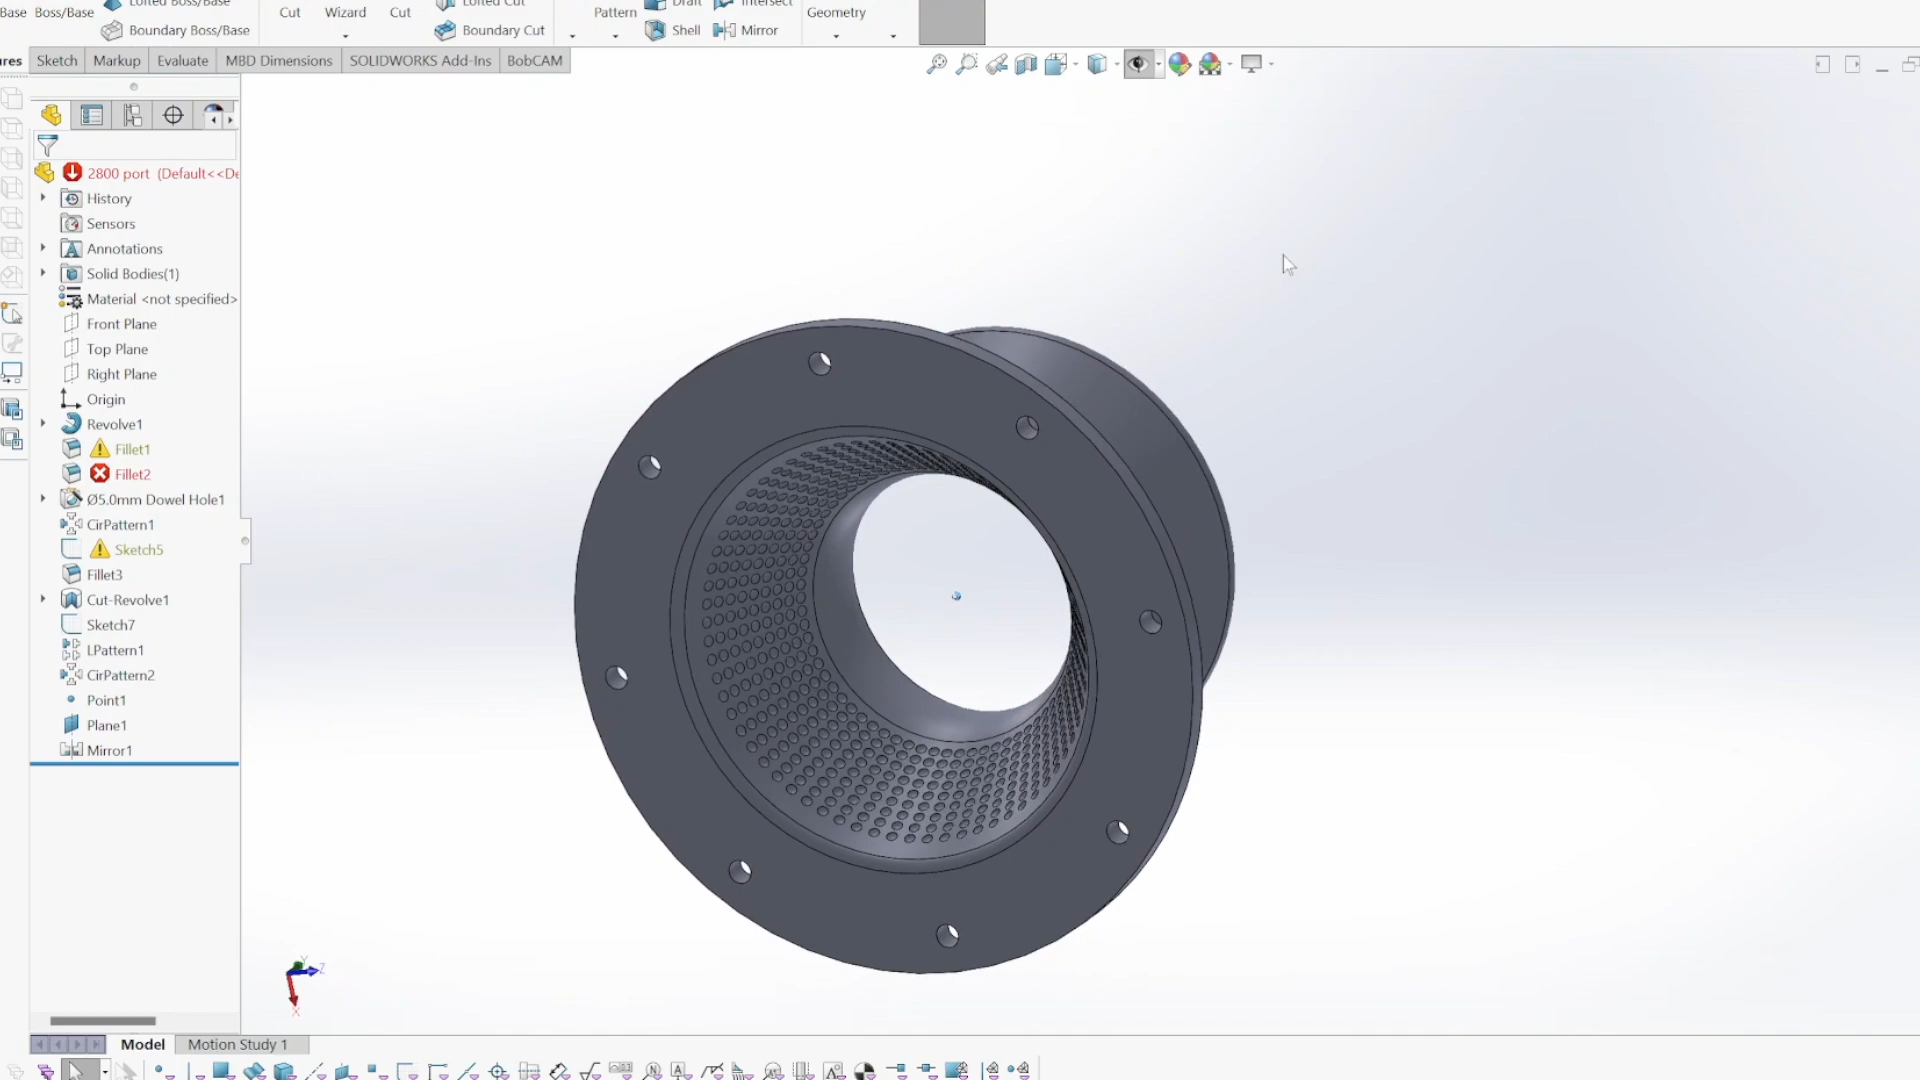 Base Boss/Base Lofted Boss/Base Cut Wizard Cut Lofted Cut Pattern Draft Intersect Geometry
Boundary Boss/Base Boundary Cut Shell Mirror
res Sketch Markup Evaluate MBD Dimensions SOLIDWORKS Add-Ins BobCAM
2800 port (Default<<De
History
Sensors
Annotations
Solid Bodies(1)
Material <not specified>
Front Plane
Top Plane
Right Plane
Origin
Revolve1
Fillet1
Fillet2
Ø5.0mm Dowel Hole1
CirPattern1
Sketch5
Fillet3
Cut-Revolve1
Sketch7
LPattern1
CirPattern2
Point1
Plane1
Mirror1
Y
Z
X
Model Motion Study 1